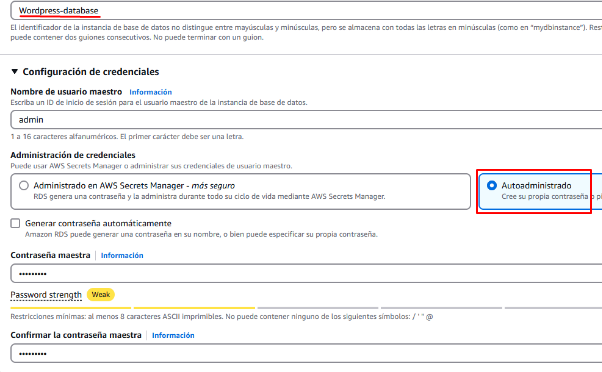 Wordpress-database
El identificador de la instancia de base de datos no distingue entre mayúsculas y minúsculas, pero se almacena con todas las letras en minúsculas (como en "mydbinstance"). Res
puede contener dos guiones consecutivos. No puede terminar con un guion.
Configuración de credenciales
Nombre de usuario maestro Información
Escriba un ID de inicio de sesión para el usuario maestro de la instancia de base de datos.
admin
1 a 16 caracteres alfanuméricos. El primer carácter debe ser una letra.
Administración de credenciales
Puede usar AWS Secrets Manager o administrar sus credenciales de usuario maestro.
Administrado en AWS Secrets Manager - más seguro
RDS genera una contraseña y la administra durante todo su ciclo de vida mediante AWS Secrets Manager.
Autoadministrado
Cree su propia contraseña o pi
Generar contraseña automáticamente
Amazon RDS puede generar una contraseña en su nombre, o bien puede especificar su propia contraseña.
Contraseña maestra Información
•••••••••
Password strength Weak
Restricciones mínimas: al menos 8 caracteres ASCII imprimibles. No puede contener ninguno de los siguientes símbolos: / ' " @
Confirmar la contraseña maestra Información
•••••••••